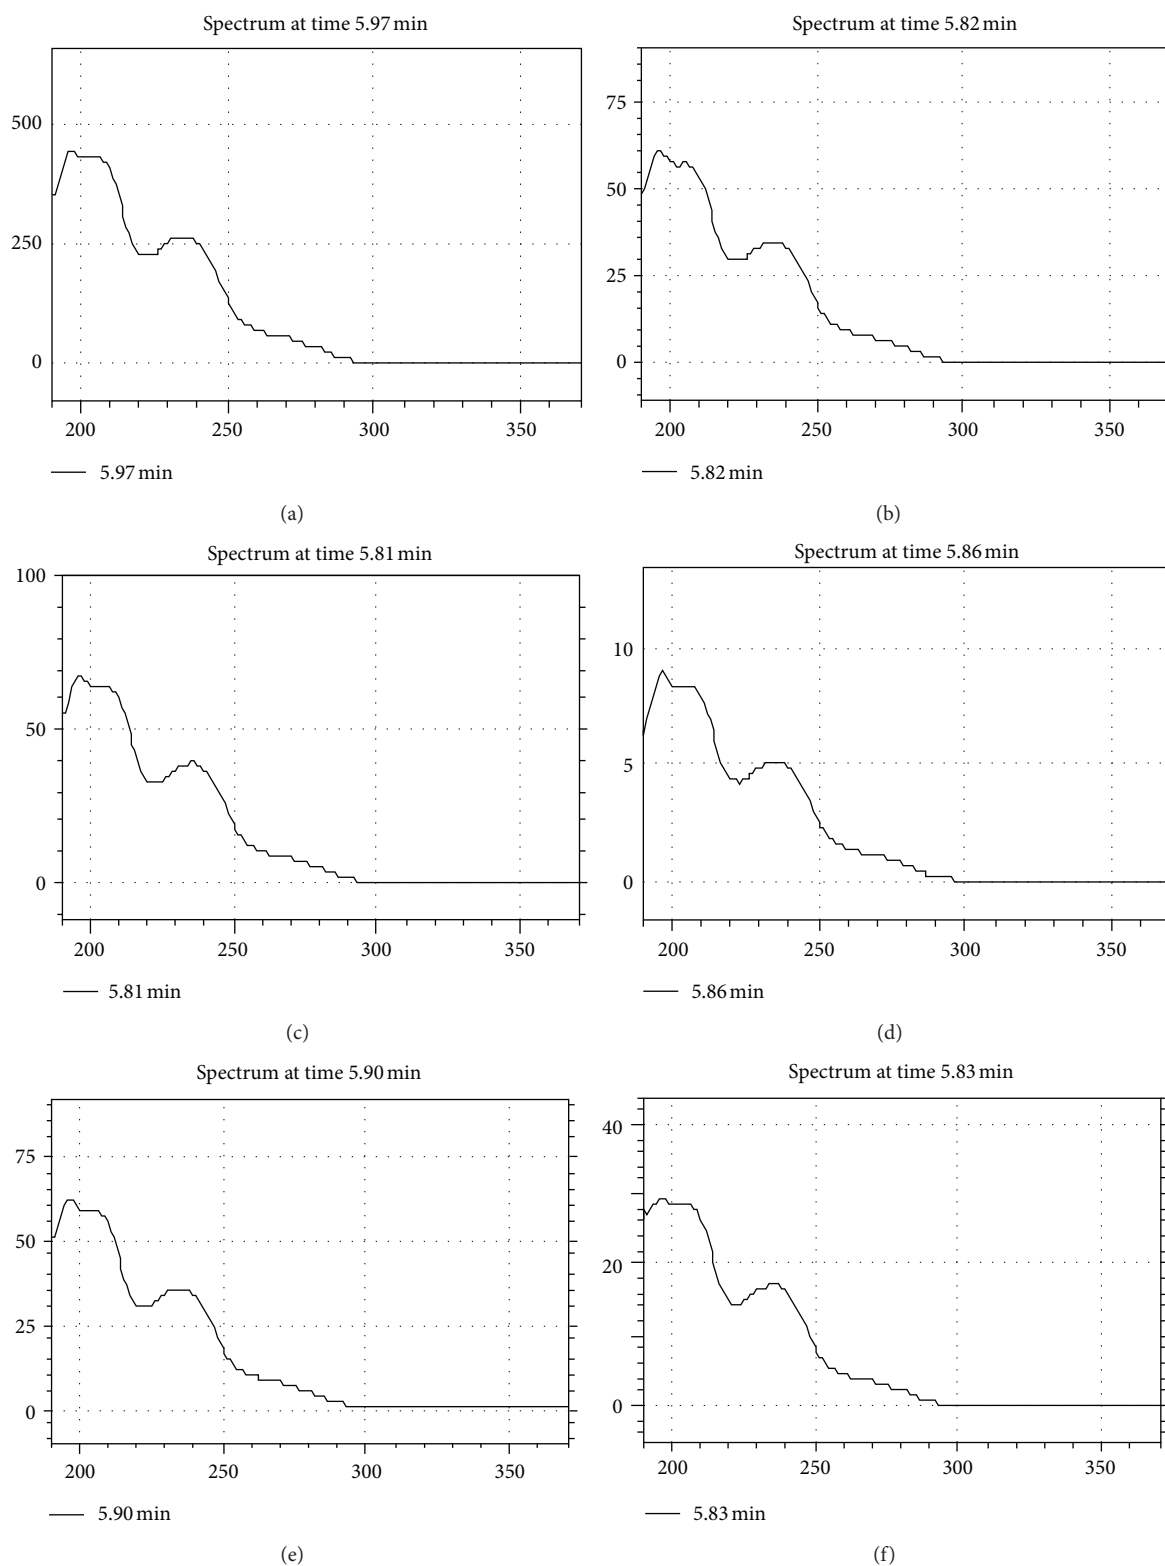 Spectrum at time 5.97 min
500
250
0
200 250 300 350
5.97 min
(a)
Spectrum at time 5.82 min
75
50
25
0
200 250 300 350
5.82 min
(b)
Spectrum at time 5.81 min
100
50
0
200 250 300 350
5.81 min
(c)
Spectrum at time 5.86 min
10
5
0
200 250 300 350
5.86 min
(d)
Spectrum at time 5.90 min
75
50
25
0
200 250 300 350
5.90 min
(e)
Spectrum at time 5.83 min
40
20
0
200 250 300 350
5.83 min
(f)